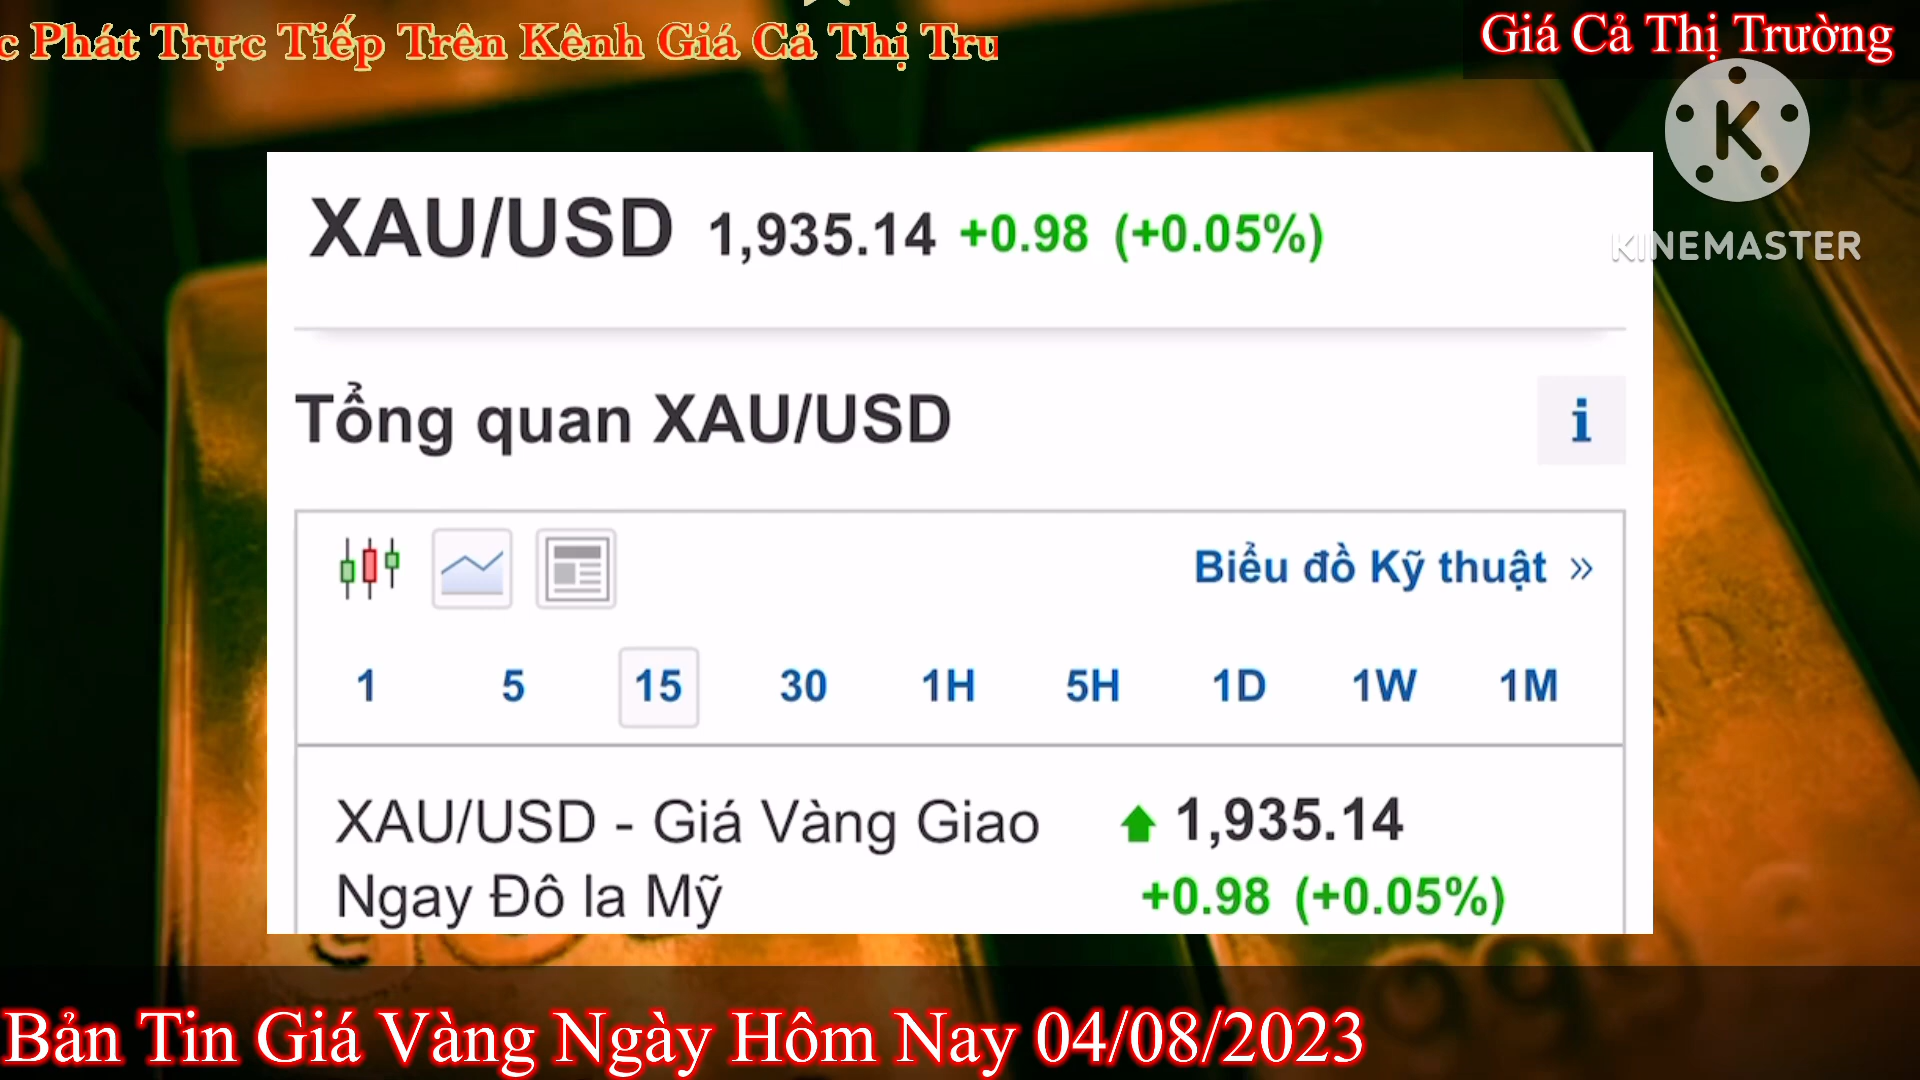 Phát Trực Tiếp Trên Kênh Giá Cả Thị
Giá Cả Thị Trường
K
KINEMASTER
XAU/USD 1,935.14 +0.98 (+0.05%)
Tổng quan XAU/USD
i
Biểu đồ Kỹ thuật »
1 5 15 30 1H 5H 1D 1W 1M
XAU/USD - Giá Vàng Giao 1,935.14
Ngay Đô la Mỹ +0.98 (+0.05%)
Bản Tin Giá Vàng Ngày Hôm Nay 04/08/2023